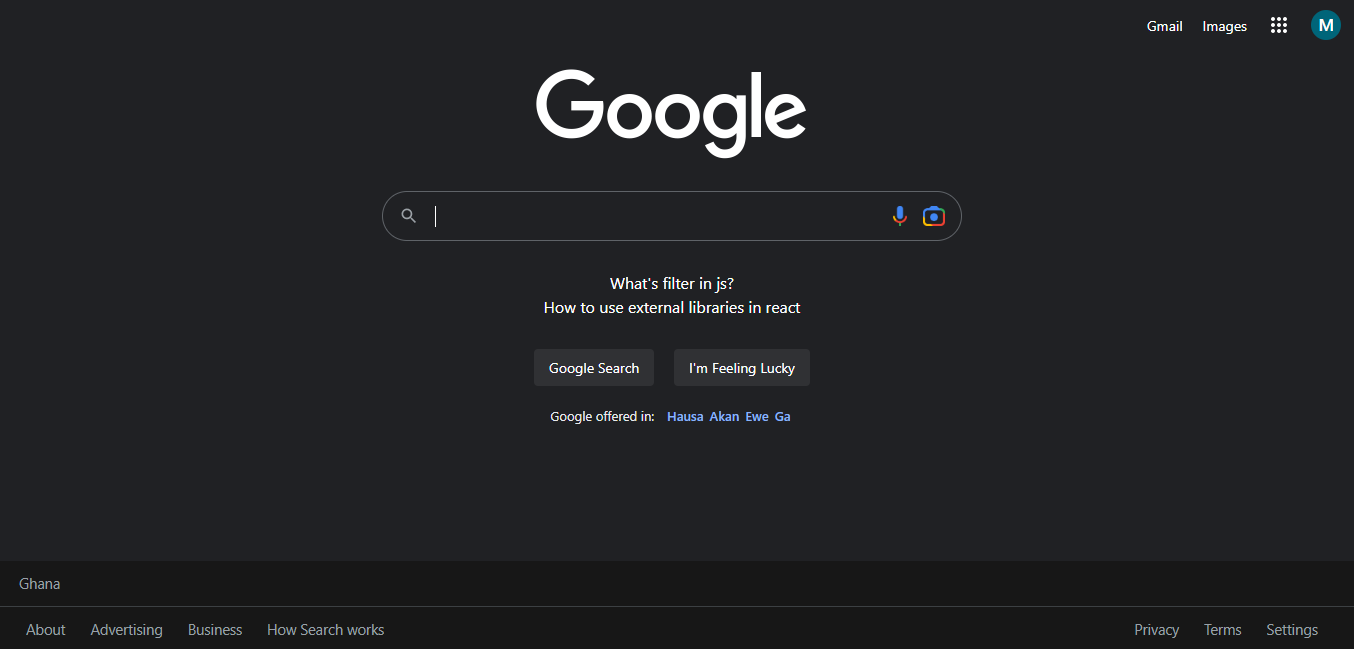 Gmail Images M
Google
What's filter in js?
How to use external libraries in react
Google Search I'm Feeling Lucky
Google offered in: Hausa Akan Ewe Ga
Ghana
About Advertising Business How Search works Privacy Terms Settings